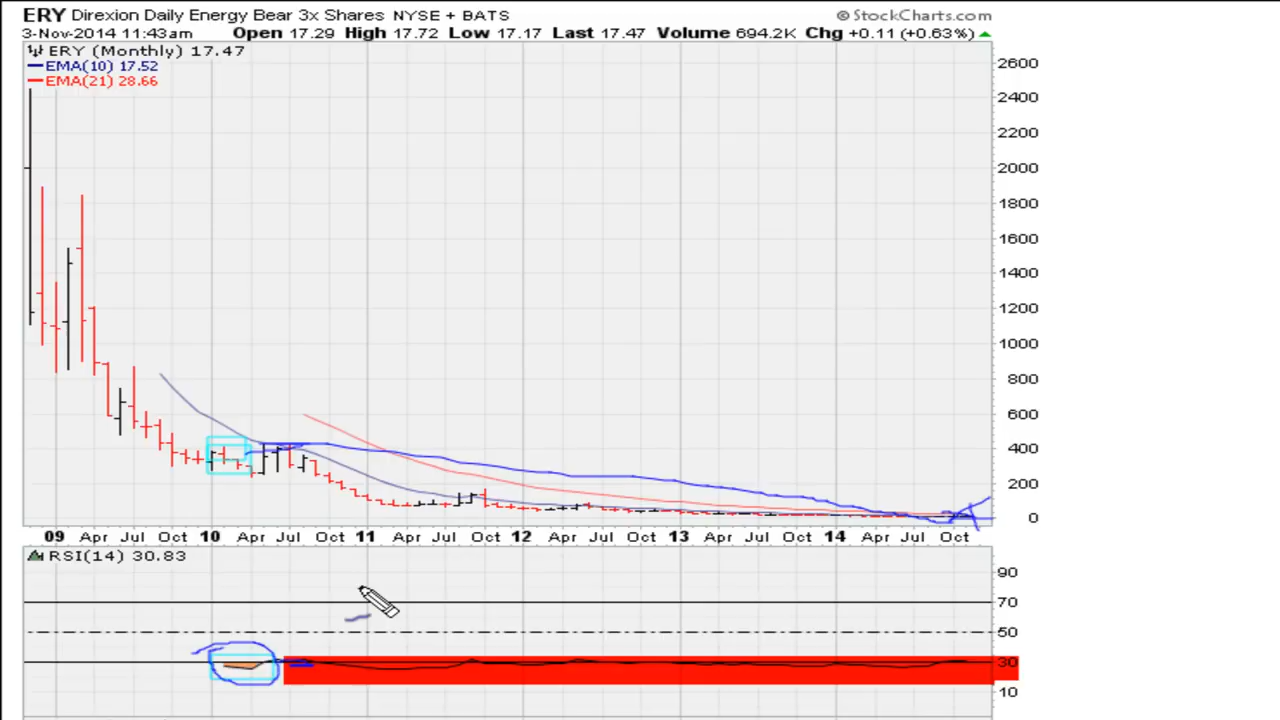 ERY Direxion Daily Energy Bear 3x Shares NYSE + BATS © StockCharts.com
3-Nov-2014 11:43am Open 17.29 High 17.72 Low 17.17 Last 17.47 Volume 694.2K Chg +0.11 (+0.63%)
ERY (Monthly) 17.47
EMA(10) 17.52
EMA(21) 28.66
2600
2400
2200
2000
1800
1600
1400
1200
1000
800
600
400
200
0
09 Apr Jul Oct 10 Apr Jul Oct 11 Apr Jul Oct 12 Apr Jul Oct 13 Apr Jul Oct 14 Apr Jul Oct
RSI(14) 30.83
90
70
50
30
10